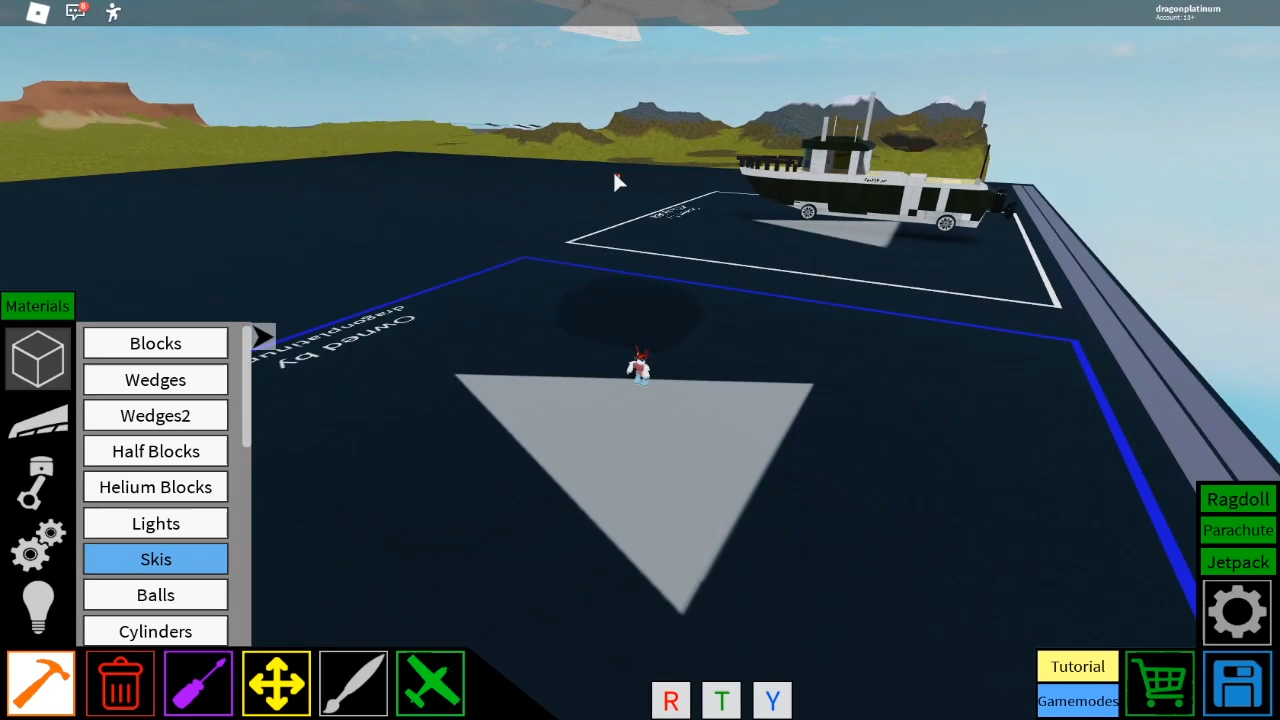 8
dragonplatinum
Account: 13+
Materials
Blocks
Wedges
Wedges2
Half Blocks
Helium Blocks
Lights
Skis
Balls
Cylinders
Owned by
dragonplatinum
Ragdoll
Parachute
Jetpack
Tutorial
Gamemodes
R T Y